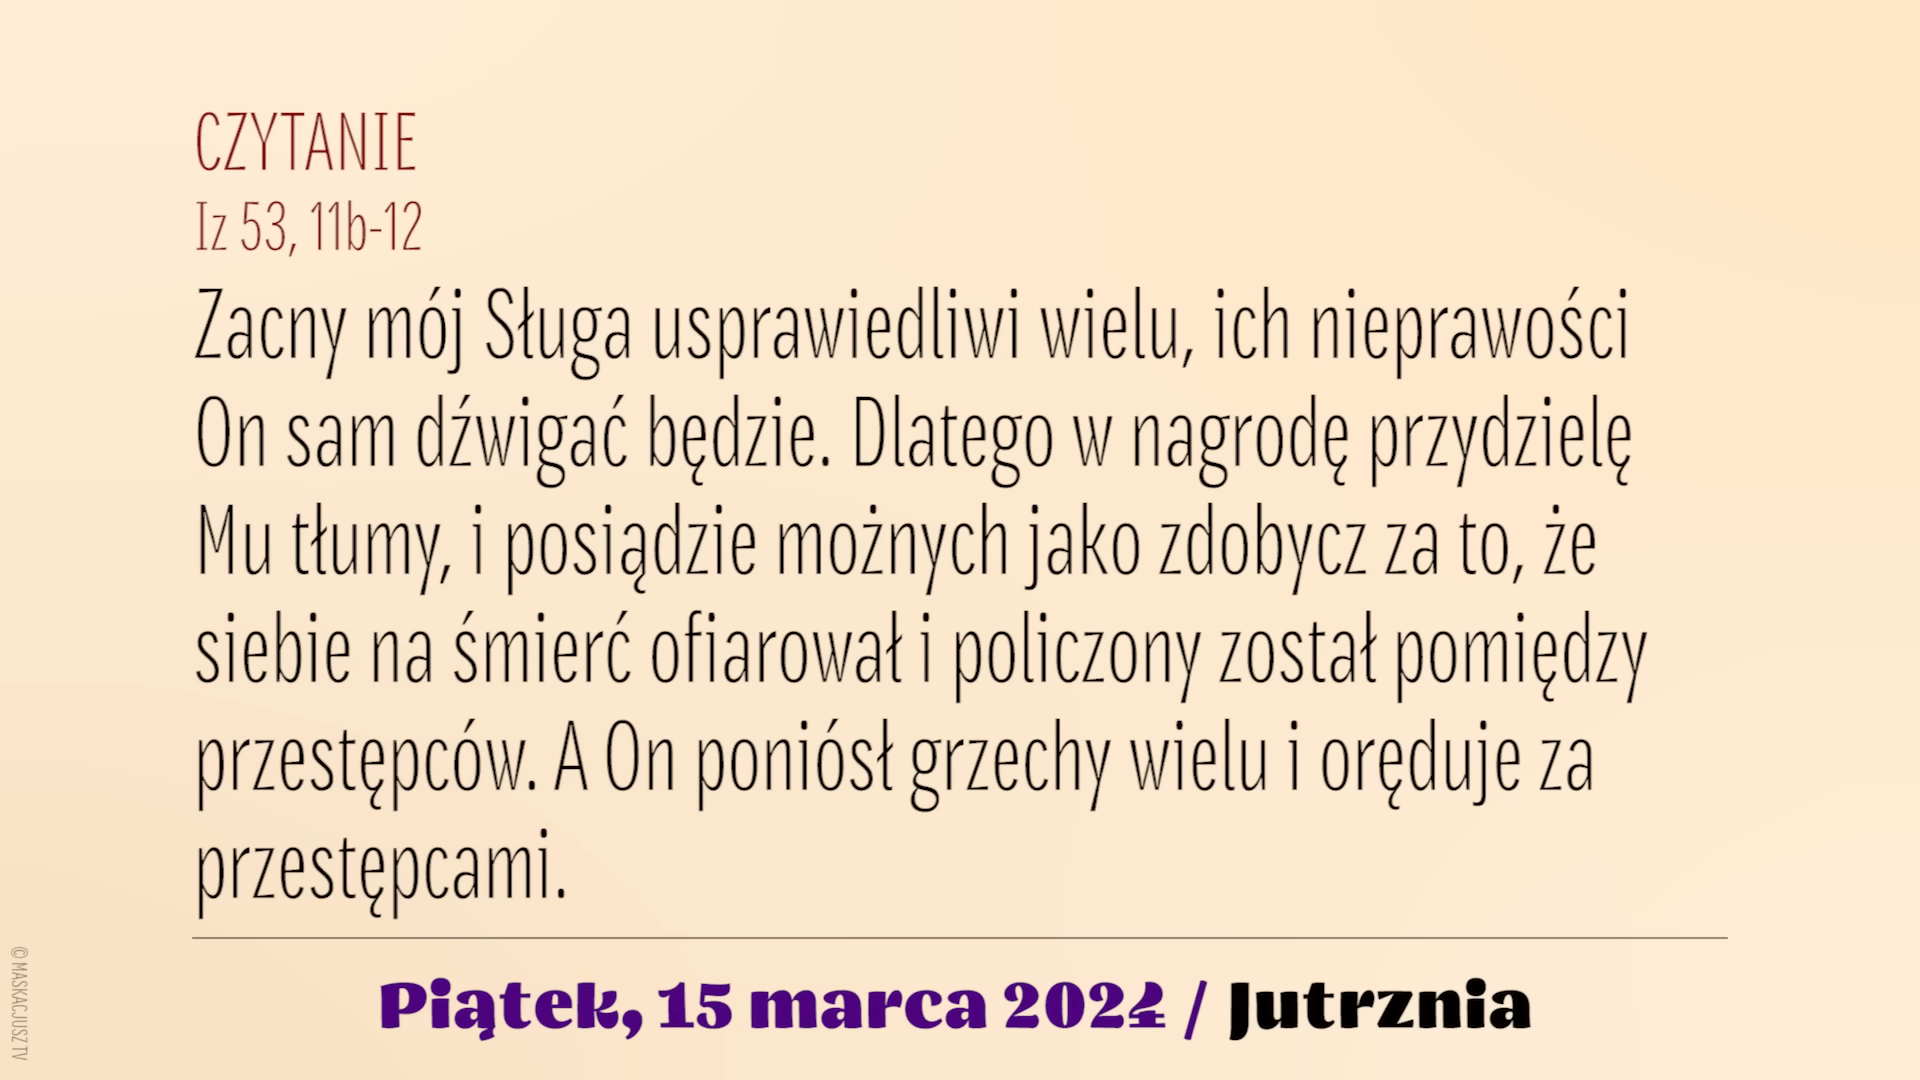 CZYTANIE
Iz 53, 11b-12
Zacny mój Sługa usprawiedliwi wielu, ich nieprawości
On sam dźwigać będzie. Dlatego w nagrodę przydzielę
Mu tłumy, i posiądzie możnych jako zdobycz za to, że
siebie na śmierć ofiarował i policzony został pomiędzy
przestępców. A On poniósł grzechy wielu i oręduje za
przestępcami.
Piątek, 15 marca 2024 / Jutrznia
© MASKACJUSZ TV